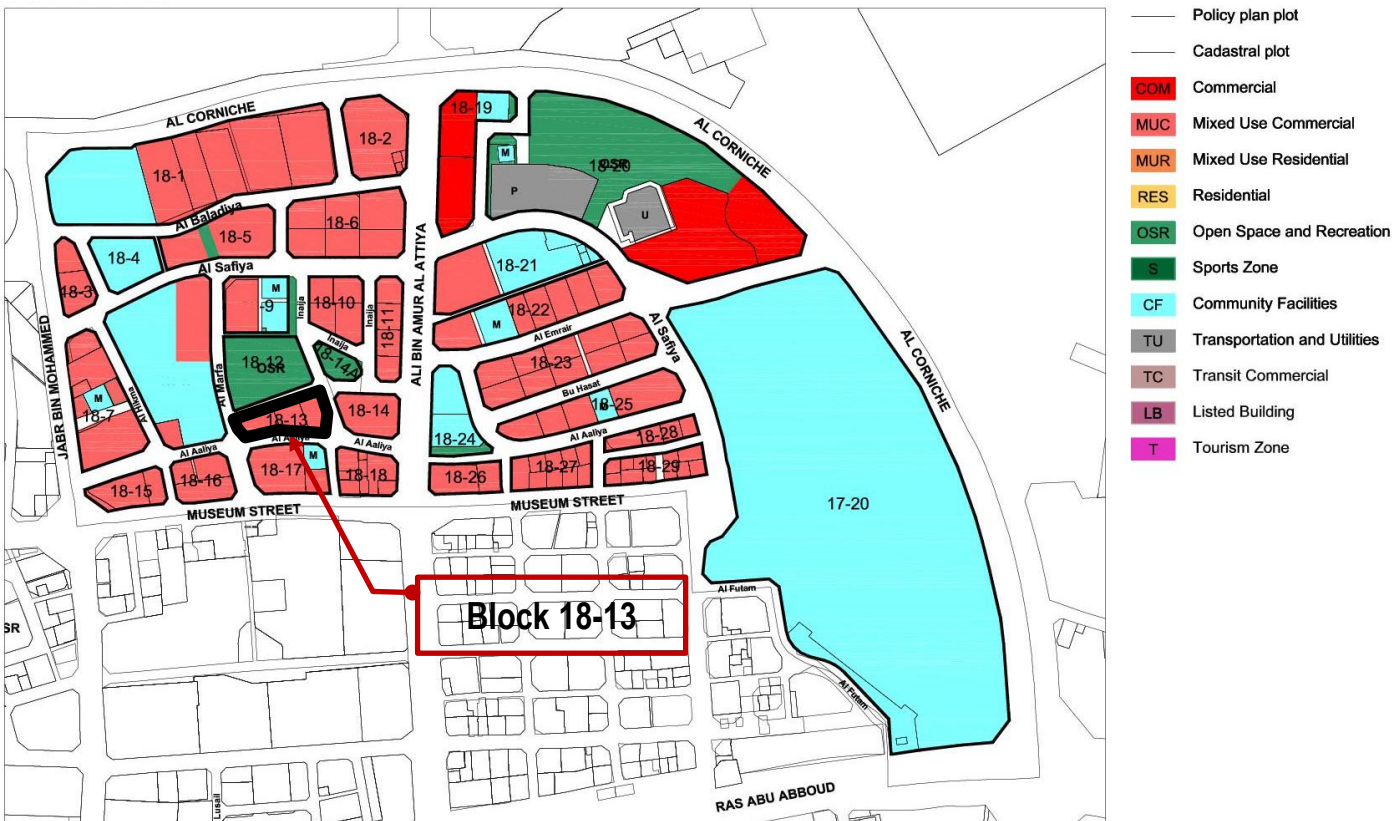 Policy plan plot
Cadastral plot
COM Commercial
MUC Mixed Use Commercial
MUR Mixed Use Residential
RES Residential
OSR Open Space and Recreation
S Sports Zone
CF Community Facilities
TU Transportation and Utilities
TC Transit Commercial
LB Listed Building
T Tourism Zone
AL CORNICHE
18-1
18-2
18-19
M
18-20
OSR
P
U
AL CORNICHE
Al Baladiya
18-5
18-6
18-4
Al Safiya
18-3
JABR BIN MOHAMMED
-9
M
Inaija
18-10
Inaija
18-11
Inaija
ALI BIN AMUR AL ATTIYA
18-21
18-22
M
Al Emrair
18-23
Al Safiya
AL CORNICHE
18-12
OSR
18-14A
Al Marfa
Al Hikma
M
18-7
18-13
18-14
Bu Hasat
18-25
Al Aaliya
18-24
Al Aaliya
Al Aaliya
18-28
18-15
18-16
18-17
M
18-18
18-26
18-27
18-29
MUSEUM STREET
MUSEUM STREET
17-20
Block 18-13
Al Futam
Al Futam
SR
Lusail
RAS ABU ABBOUD